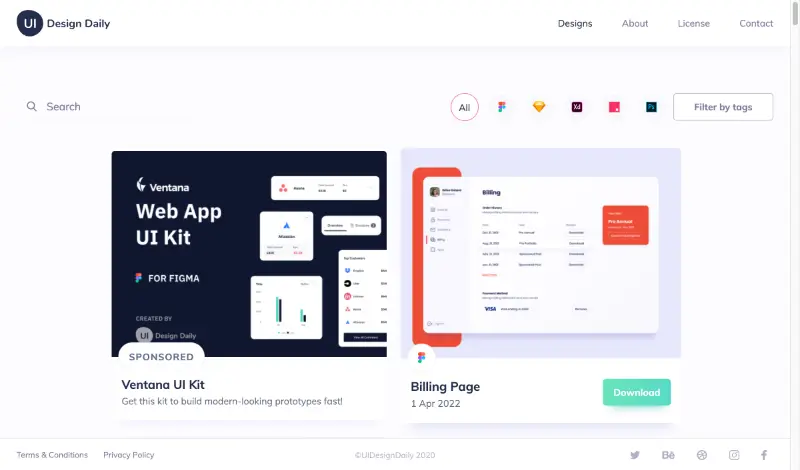 UI Design Daily
Designs About License Contact
Search
All
Xd
Ps
Filter by tags
Ventana
Web App
UI Kit
FOR FIGMA
CREATED BY
UI Design Daily
SPONSORED
Ventana UI Kit
Get this kit to build modern-looking prototypes fast!
Billing
VISA
Billing Page
1 Apr 2022
Download
Terms & Conditions Privacy Policy ©UIDesignDaily 2020